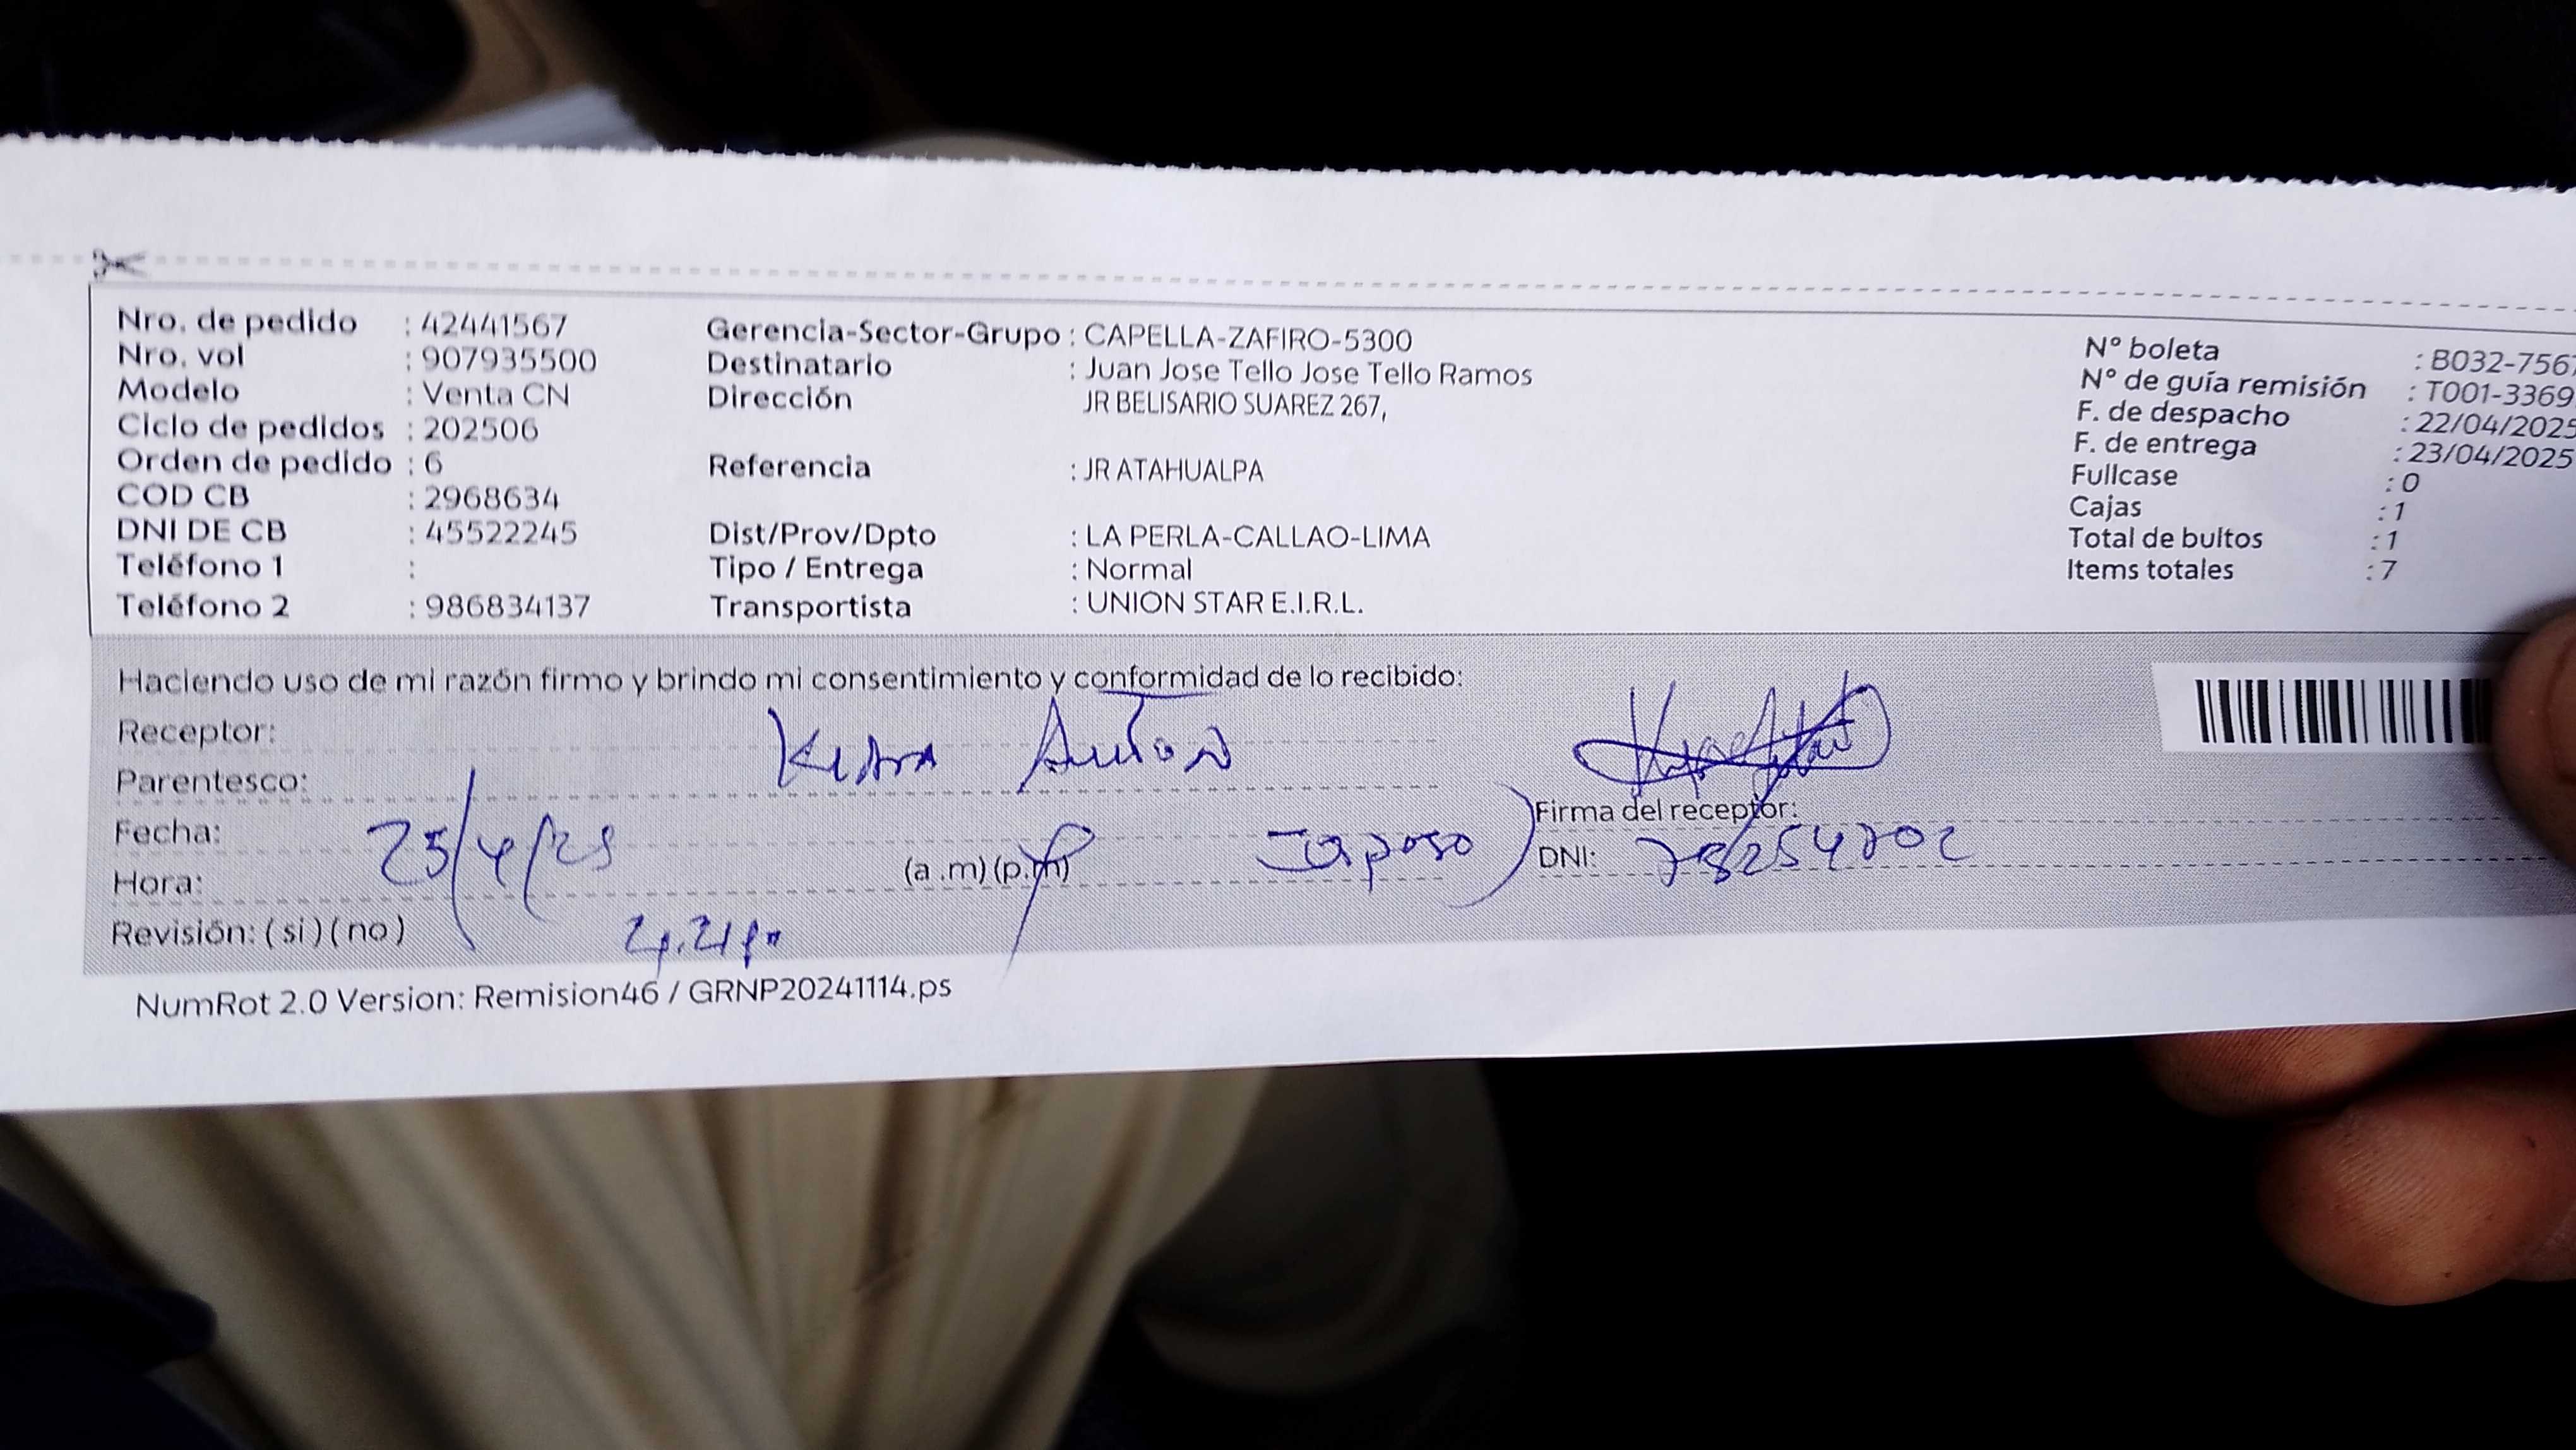 Nro. de pedido : 42441567
Nro. vol : 907935500
Modelo : Venta CN
Ciclo de pedidos : 202506
Orden de pedido : 6
COD CB : 2968634
DNI DE CB : 45522245
Teléfono 1 :
Teléfono 2 : 986834137
Gerencia-Sector-Grupo : CAPELLA-ZAFIRO-5300
Destinatario : Juan Jose Tello Jose Tello Ramos
Dirección JR BELISARIO SUAREZ 267,
Referencia : JR ATAHUALPA
Dist/Prov/Dpto : LA PERLA-CALLAO-LIMA
Tipo / Entrega : Normal
Transportista : UNION STAR E.I.R.L.
N° boleta : B032-756
N° de guía remisión : T001-3369
F. de despacho : 22/04/2025
F. de entrega : 23/04/2025
Fullcase : 0
Cajas : 1
Total de bultos : 1
Items totales : 7
Haciendo uso de mi razón firmo y brindo mi consentimiento y conformidad de lo recibido:
Receptor:
Parentesco:
Fecha: 25/4/25
Hora: (a .m) (p.m)
Revisión: ( si ) ( no )
Firma del receptor:
DNI:
NumRot 2.0 Version: Remision46 / GRNP20241114.ps